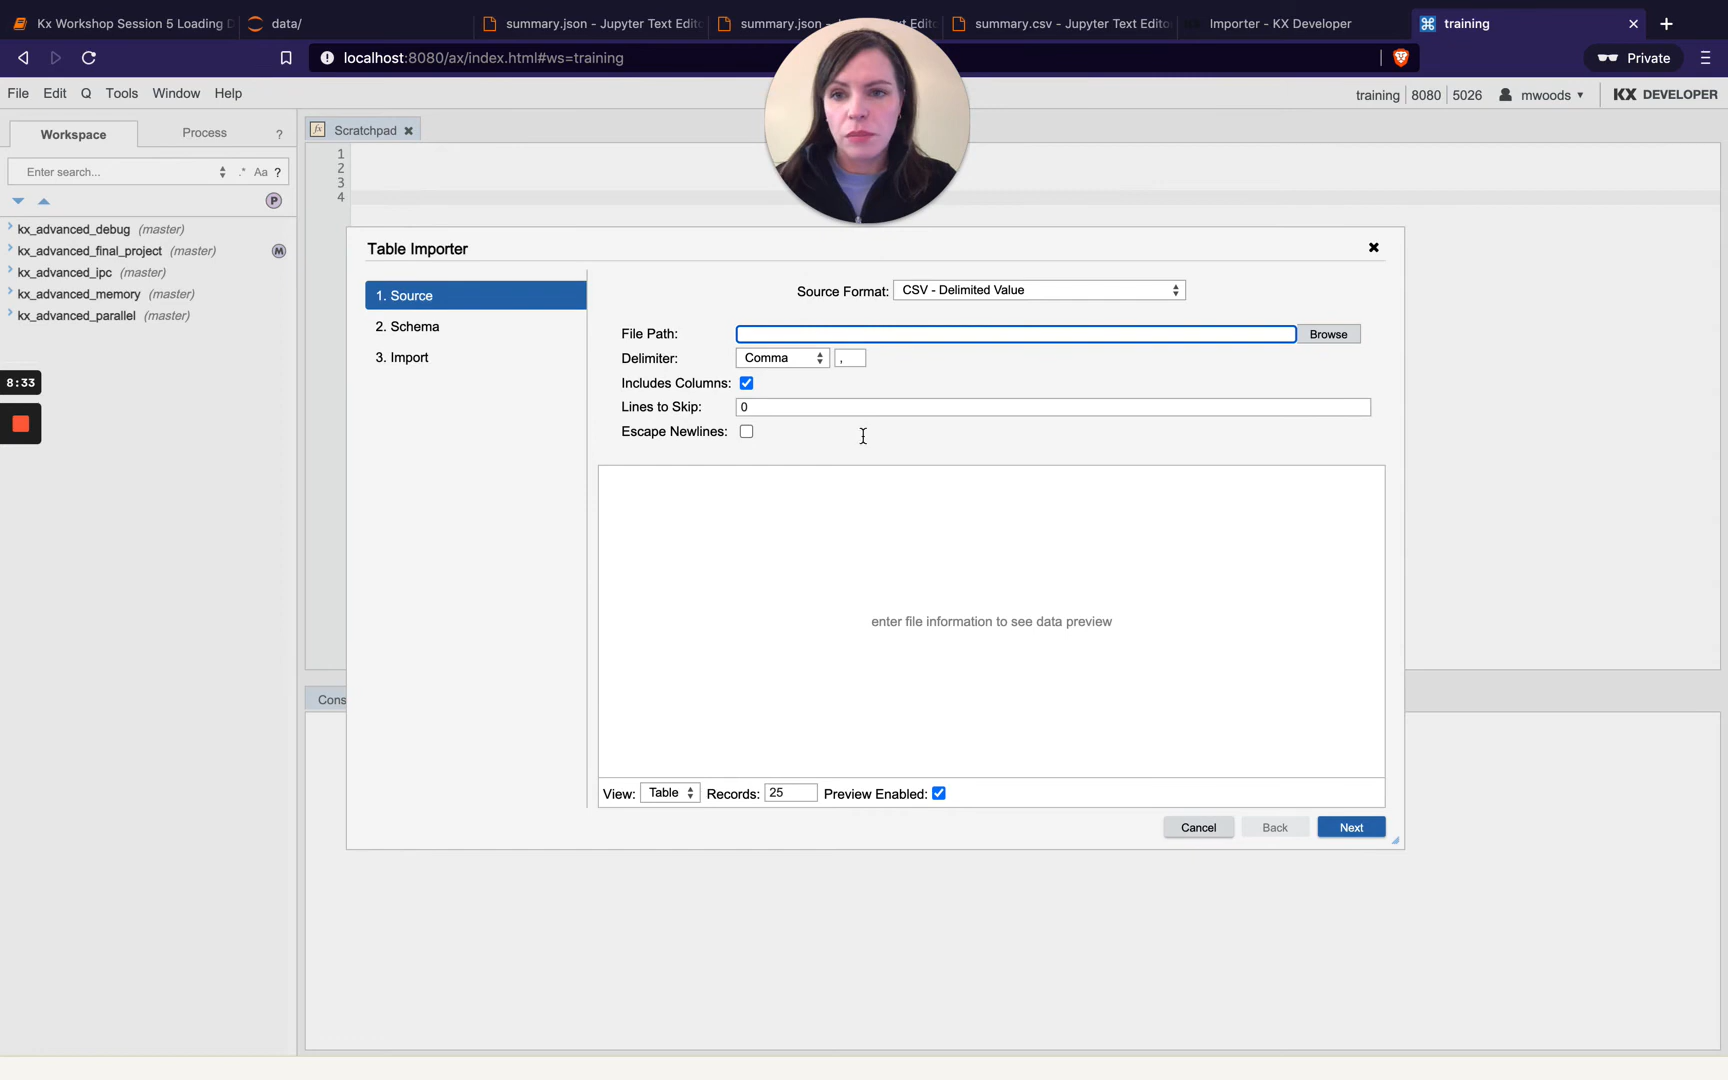 Kx Workshop Session 5 Loading D
data/
summary.json - Jupyter Text Edito
summary.json - Jupyter Text Edito
summary.csv - Jupyter Text Edito
Importer - KX Developer
training
localhost:8080/ax/index.html#ws=training
Private
File Edit Q Tools Window Help
training 8080 5026 mwoods KX DEVELOPER
Workspace Process ?
Scratchpad
Enter search... .* Aa ?
P
1
2
3
4
kx_advanced_debug (master)
kx_advanced_final_project (master) M
kx_advanced_ipc (master)
kx_advanced_memory (master)
kx_advanced_parallel (master)
8:33
Table Importer
1. Source
2. Schema
3. Import
Source Format: CSV - Delimited Value
File Path: Browse
Delimiter: Comma ,
Includes Columns:
Lines to Skip: 0
Escape Newlines:
enter file information to see data preview
View: Table Records: 25 Preview Enabled:
Cancel Back Next
Cons